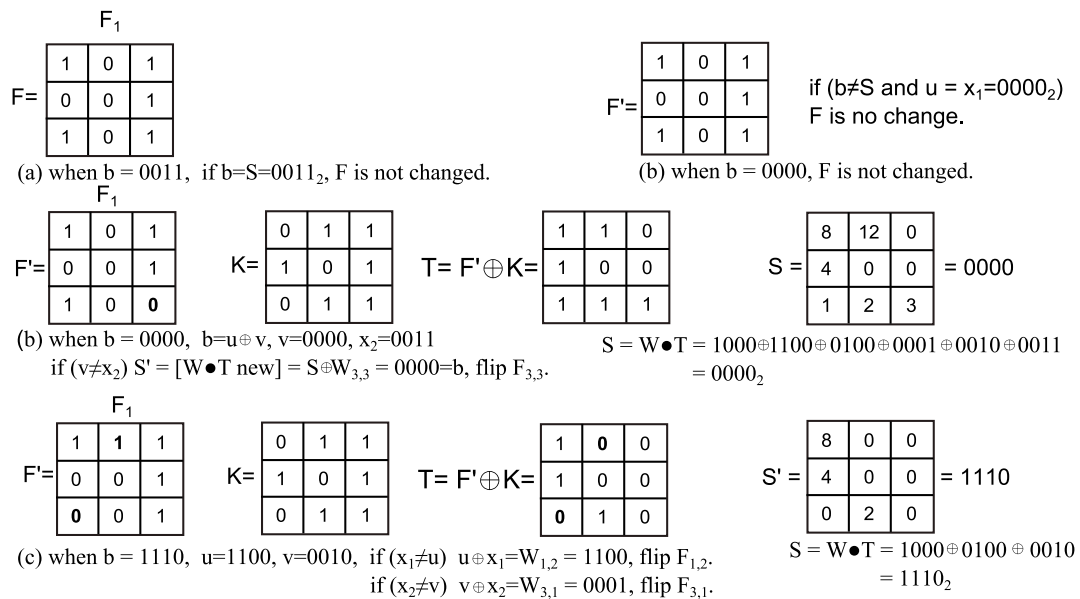 F₁
F=
1 0 1
0 0 1
1 0 1
(a) when b = 0011, if b=S=0011₂, F is not changed.
F'=
1 0 1
0 0 1
1 0 1
if (b≠S and u = x₁=0000₂)
F is no change.
(b) when b = 0000, F is not changed.
F₁
F'=
1 0 1
0 0 1
1 0 0
K=
0 1 1
1 0 1
0 1 1
T= F'⊕K=
1 1 0
1 0 0
1 1 1
S =
8 12 0
4 0 0
1 2 3
= 0000
(b) when b = 0000, b=u⊕v, v=0000, x₂=0011
if (v≠x₂) S' = [W●T new] = S⊕W₃,₃ = 0000=b, flip F₃,₃.
S = W●T = 1000⊕1100⊕0100⊕0001⊕0010⊕0011
= 0000₂
F₁
F'=
1 1 1
0 0 1
0 0 1
K=
0 1 1
1 0 1
0 1 1
T= F'⊕K=
1 0 0
1 0 0
0 1 0
S' =
8 0 0
4 0 0
0 2 0
= 1110
(c) when b = 1110, u=1100, v=0010, if (x₁≠u) u⊕x₁=W₁,₂ = 1100, flip F₁,₂.
if (x₂≠v) v⊕x₂=W₃,₁ = 0001, flip F₃,₁.
S = W●T = 1000⊕0100 ⊕ 0010
= 1110₂